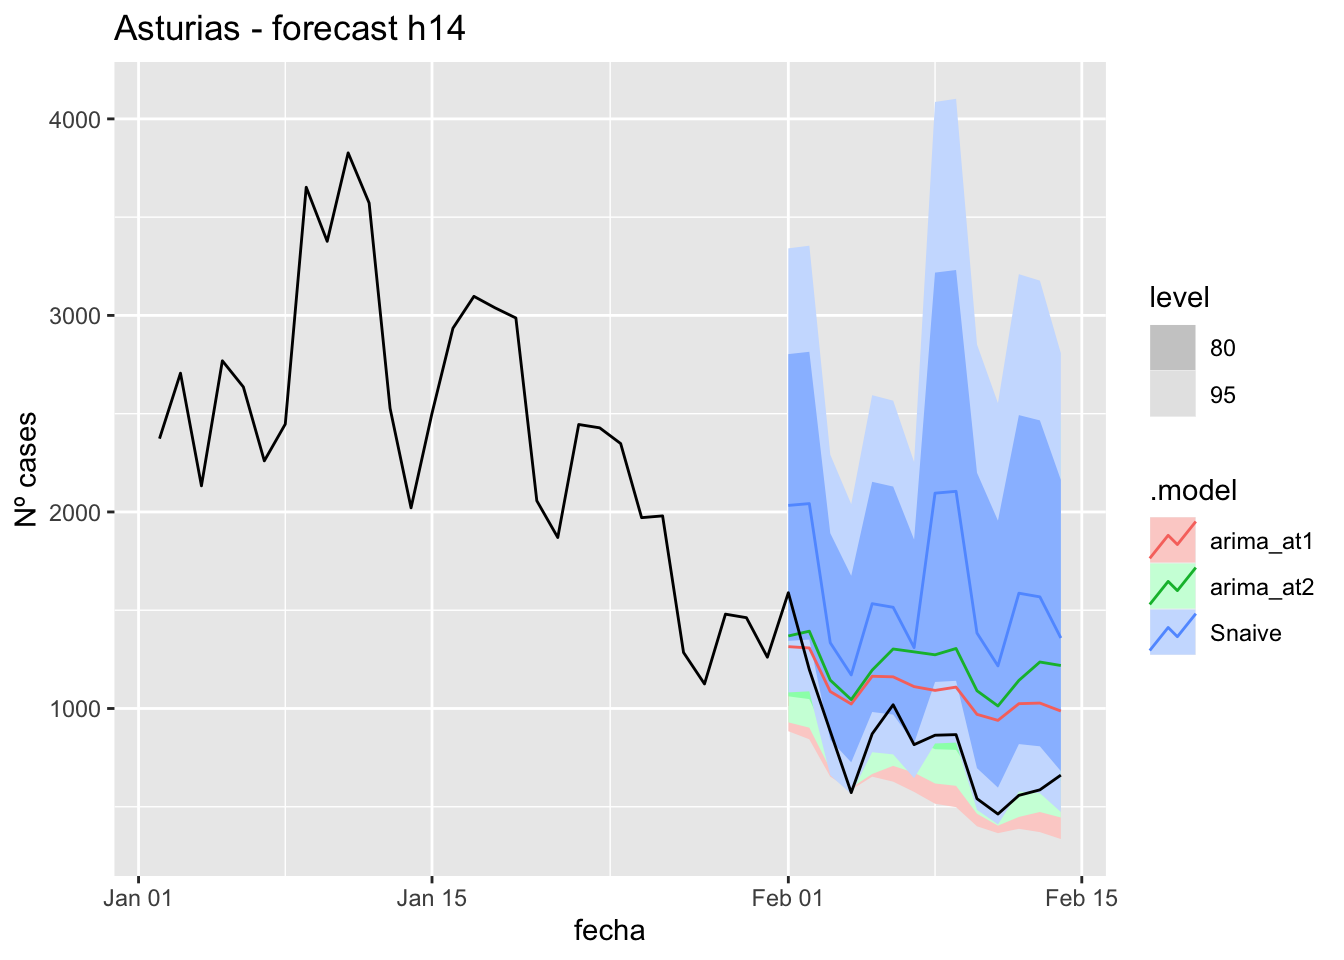 Asturias - forecast h14
4000
3000
2000
1000
Nº cases
Jan 01
Jan 15
Feb 01
Feb 15
fecha
level
80
95
.model
arima_at1
arima_at2
Snaive